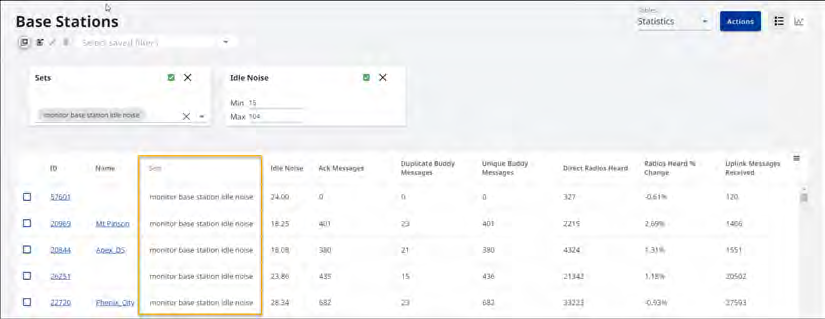 Base Stations
Tables
Statistics
Actions
Select saved filter(s)
Sets
Idle Noise
monitor base station idle noise
Min 15
Max 104
ID Name Sets Idle Noise Ack Messages Duplicate Buddy Messages Unique Buddy Messages Direct Radios Heard Radios Heard % Change Uplink Messages Received
57601 monitor base station idle noise 24.00 0 0 0 327 -0.61% 120
20969 Mt Pinson monitor base station idle noise 18.25 401 23 401 2215 2.69% 1406
20844 Apex_DS monitor base station idle noise 18.08 380 21 380 4324 1.31% 1551
26251 monitor base station idle noise 23.86 435 15 436 21342 1.18% 20502
22720 Phenix_City monitor base station idle noise 28.34 682 23 682 33223 -0.93% 27593